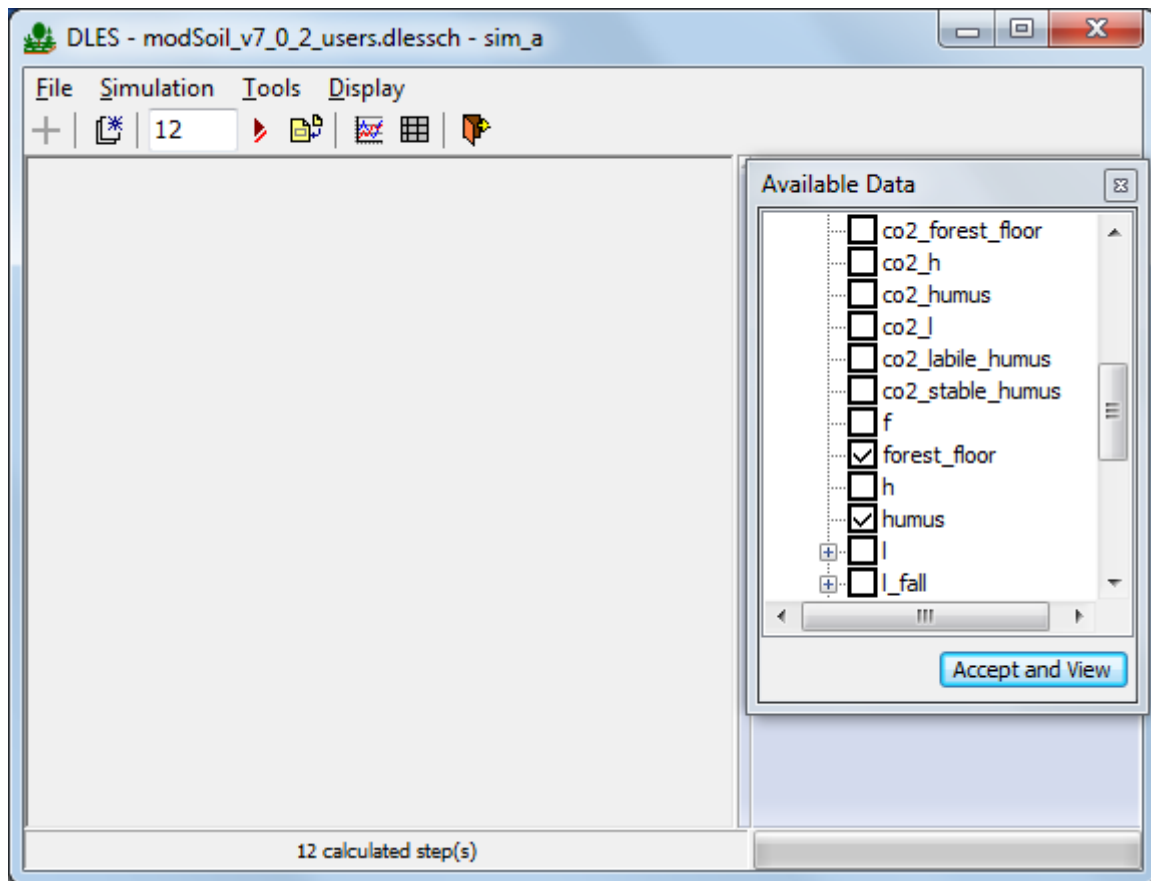 DLES - modSoil_v7_0_2_users.dlessch - sim_a
File Simulation Tools Display
12
Available Data
co2_forest_floor
co2_h
co2_humus
co2_l
co2_labile_humus
co2_stable_humus
f
forest_floor
h
humus
l
l_fall
Accept and View
12 calculated step(s)